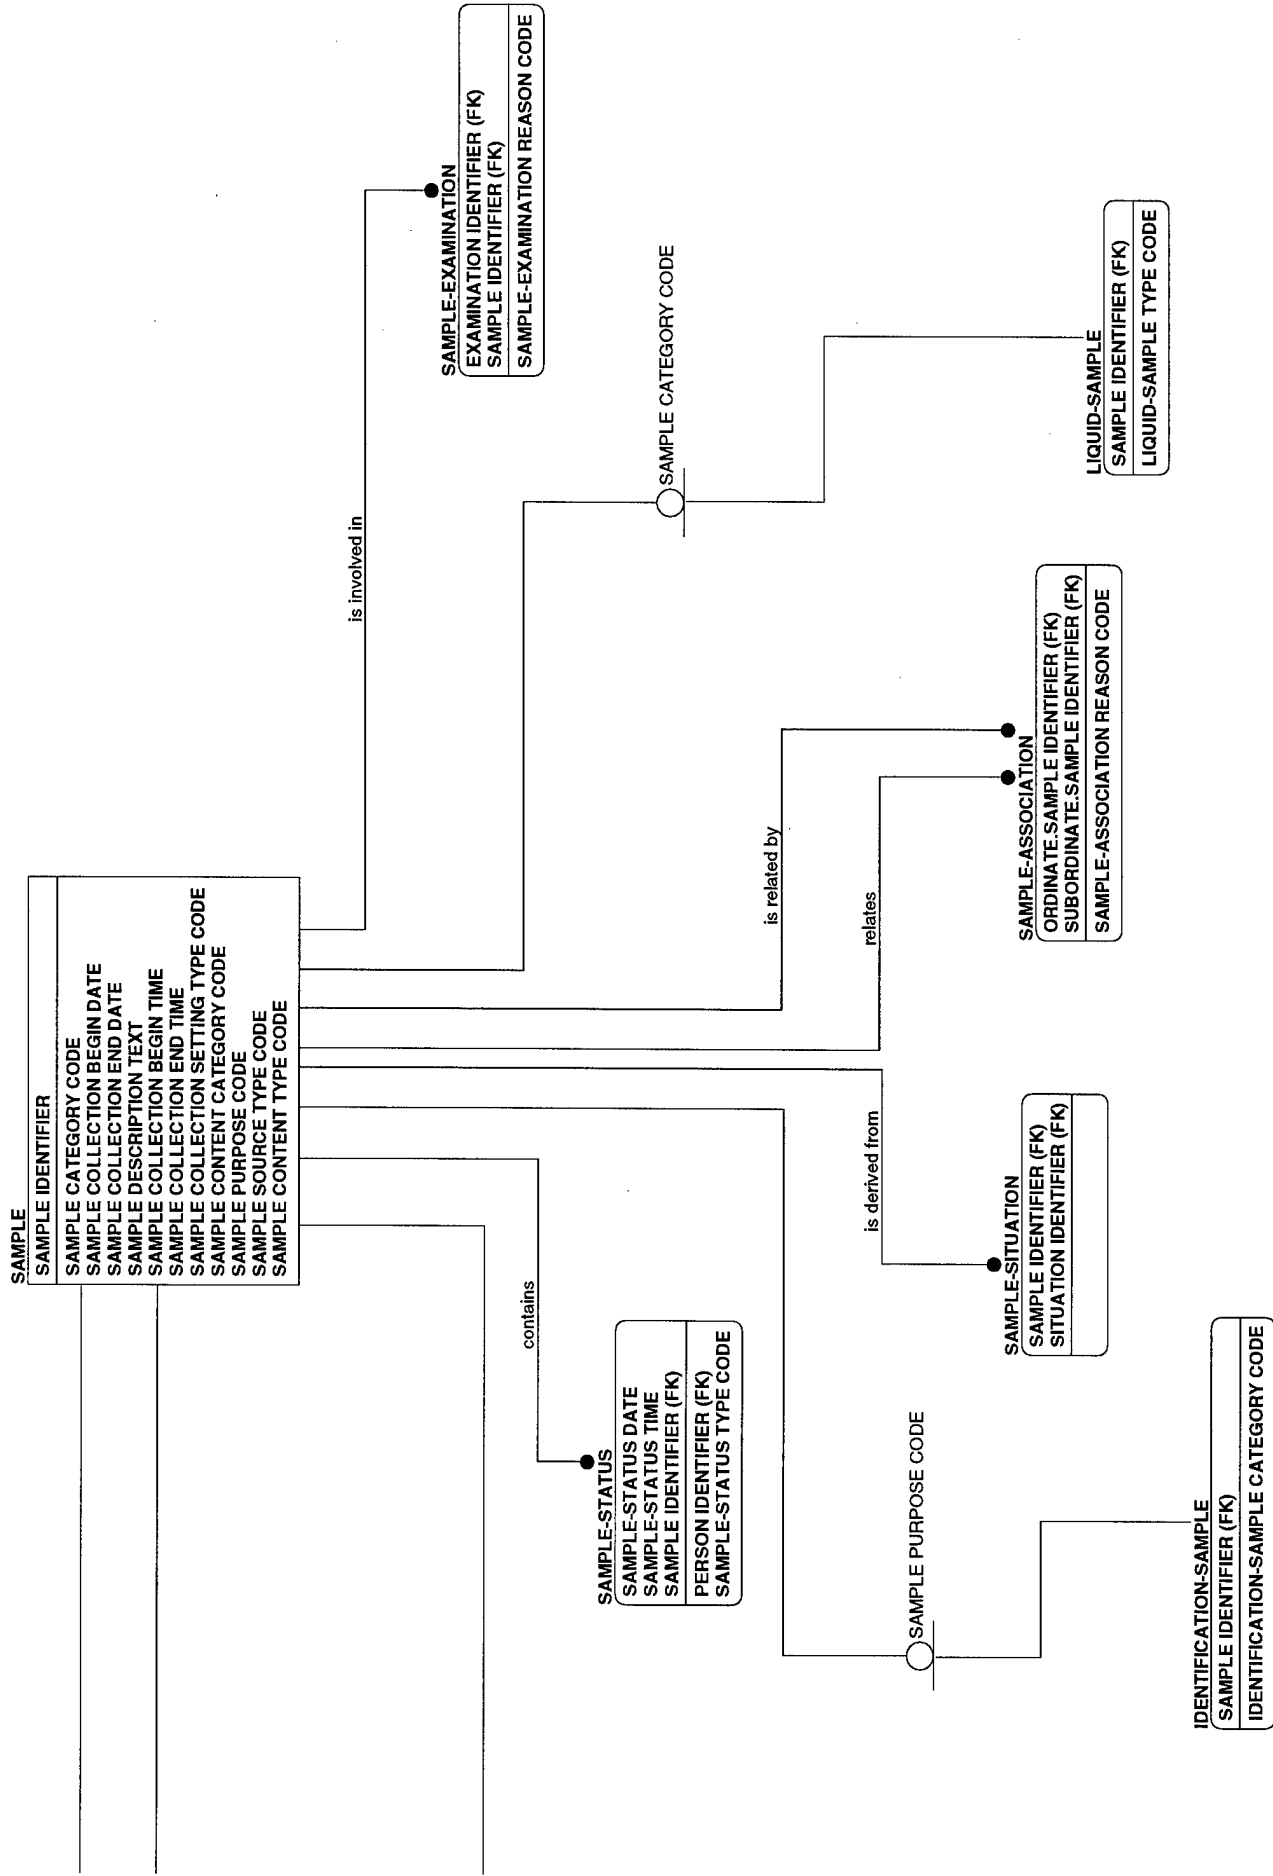 SAMPLE
SAMPLE IDENTIFIER
SAMPLE CATEGORY CODE
SAMPLE COLLECTION BEGIN DATE
SAMPLE COLLECTION END DATE
SAMPLE DESCRIPTION TEXT
SAMPLE COLLECTION BEGIN TIME
SAMPLE COLLECTION END TIME
SAMPLE COLLECTION SETTING TYPE CODE
SAMPLE CONTENT CATEGORY CODE
SAMPLE PURPOSE CODE
SAMPLE SOURCE TYPE CODE
SAMPLE CONTENT TYPE CODE
is involved in
SAMPLE-EXAMINATION
EXAMINATION IDENTIFIER (FK)
SAMPLE IDENTIFIER (FK)
SAMPLE-EXAMINATION REASON CODE
contains
SAMPLE-STATUS
SAMPLE-STATUS DATE
SAMPLE-STATUS TIME
SAMPLE IDENTIFIER (FK)
PERSON IDENTIFIER (FK)
SAMPLE-STATUS TYPE CODE
SAMPLE CATEGORY CODE
is related by
relates
is derived from
SAMPLE PURPOSE CODE
SAMPLE-SITUATION
SAMPLE IDENTIFIER (FK)
SITUATION IDENTIFIER (FK)
SAMPLE-ASSOCIATION
ORDINATE.SAMPLE IDENTIFIER (FK)
SUBORDINATE.SAMPLE IDENTIFIER (FK)
SAMPLE-ASSOCIATION REASON CODE
LIQUID-SAMPLE
SAMPLE IDENTIFIER (FK)
LIQUID-SAMPLE TYPE CODE
IDENTIFICATION-SAMPLE
SAMPLE IDENTIFIER (FK)
IDENTIFICATION-SAMPLE CATEGORY CODE